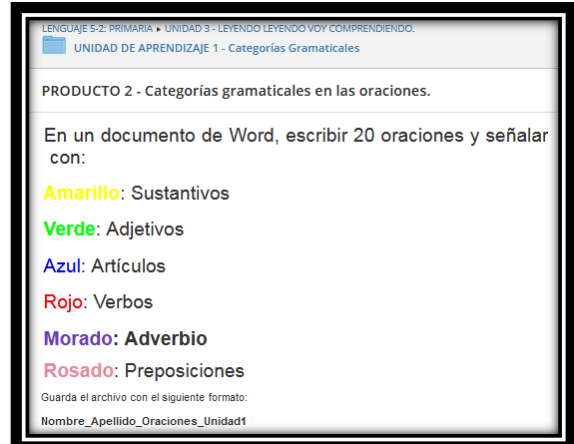 LENGUAJE 5-2: PRIMARIA ▸ UNIDAD 3 - LEYENDO LEYENDO VOY COMPRENDIENDO.
UNIDAD DE APRENDIZAJE 1 - Categorías Gramaticales
PRODUCTO 2 - Categorías gramaticales en las oraciones.
En un documento de Word, escribir 20 oraciones y señalar
con:
Amarillo: Sustantivos
Verde: Adjetivos
Azul: Artículos
Rojo: Verbos
Morado: Adverbio
Rosado: Preposiciones
Guarda el archivo con el siguiente formato:
Nombre_Apellido_Oraciones_Unidad1